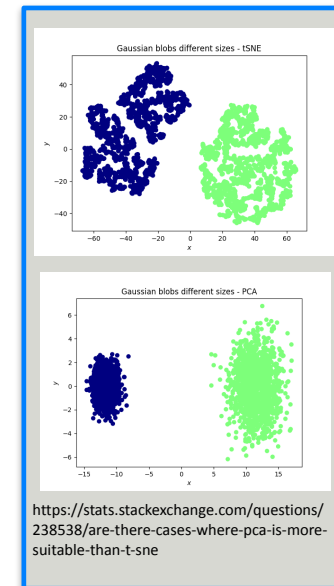 Gaussian blobs different sizes - tSNE
40
20
0
−20
−40
y
−60 −40 −20 0 20 40 60
x
Gaussian blobs different sizes - PCA
6
4
2
0
−2
−4
−6
y
−15 −10 −5 0 5 10 15
x
https://stats.stackexchange.com/questions/
238538/are-there-cases-where-pca-is-more-
suitable-than-t-sne